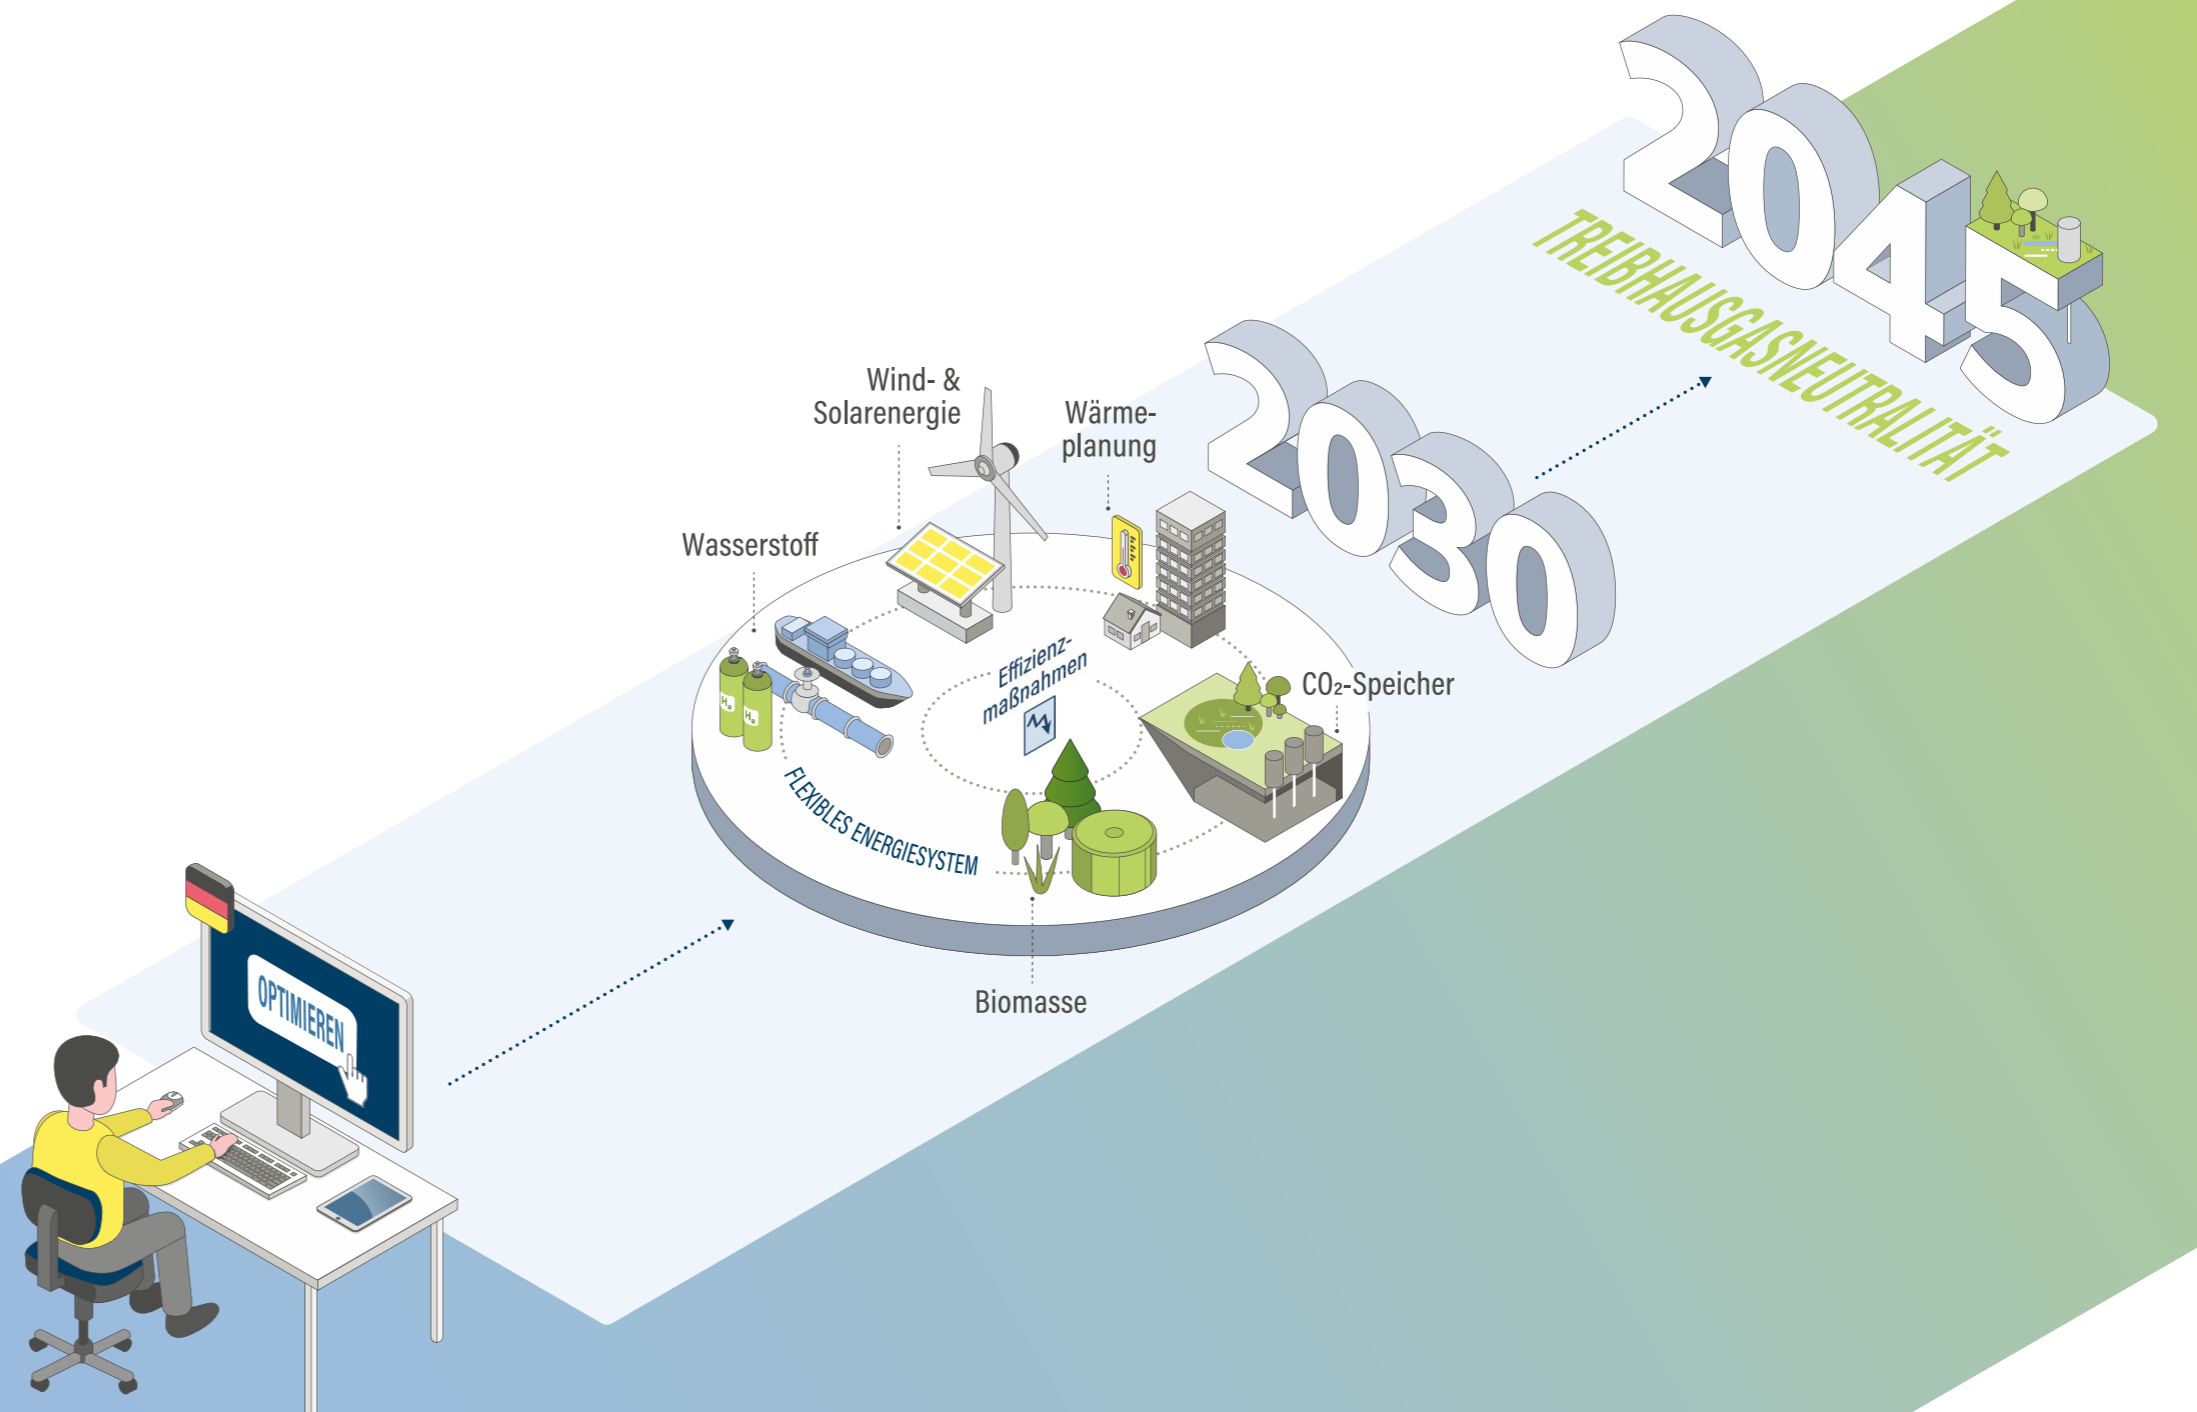 2045
TREIBHAUSGASNEUTRALITÄT
2030
Wind- &
Solarenergie
Wärme-
planung
Wasserstoff
Effizienz-
maßnahmen
CO₂-Speicher
H₂
H₂
FLEXIBLES ENERGIESYSTEM
Biomasse
OPTIMIEREN